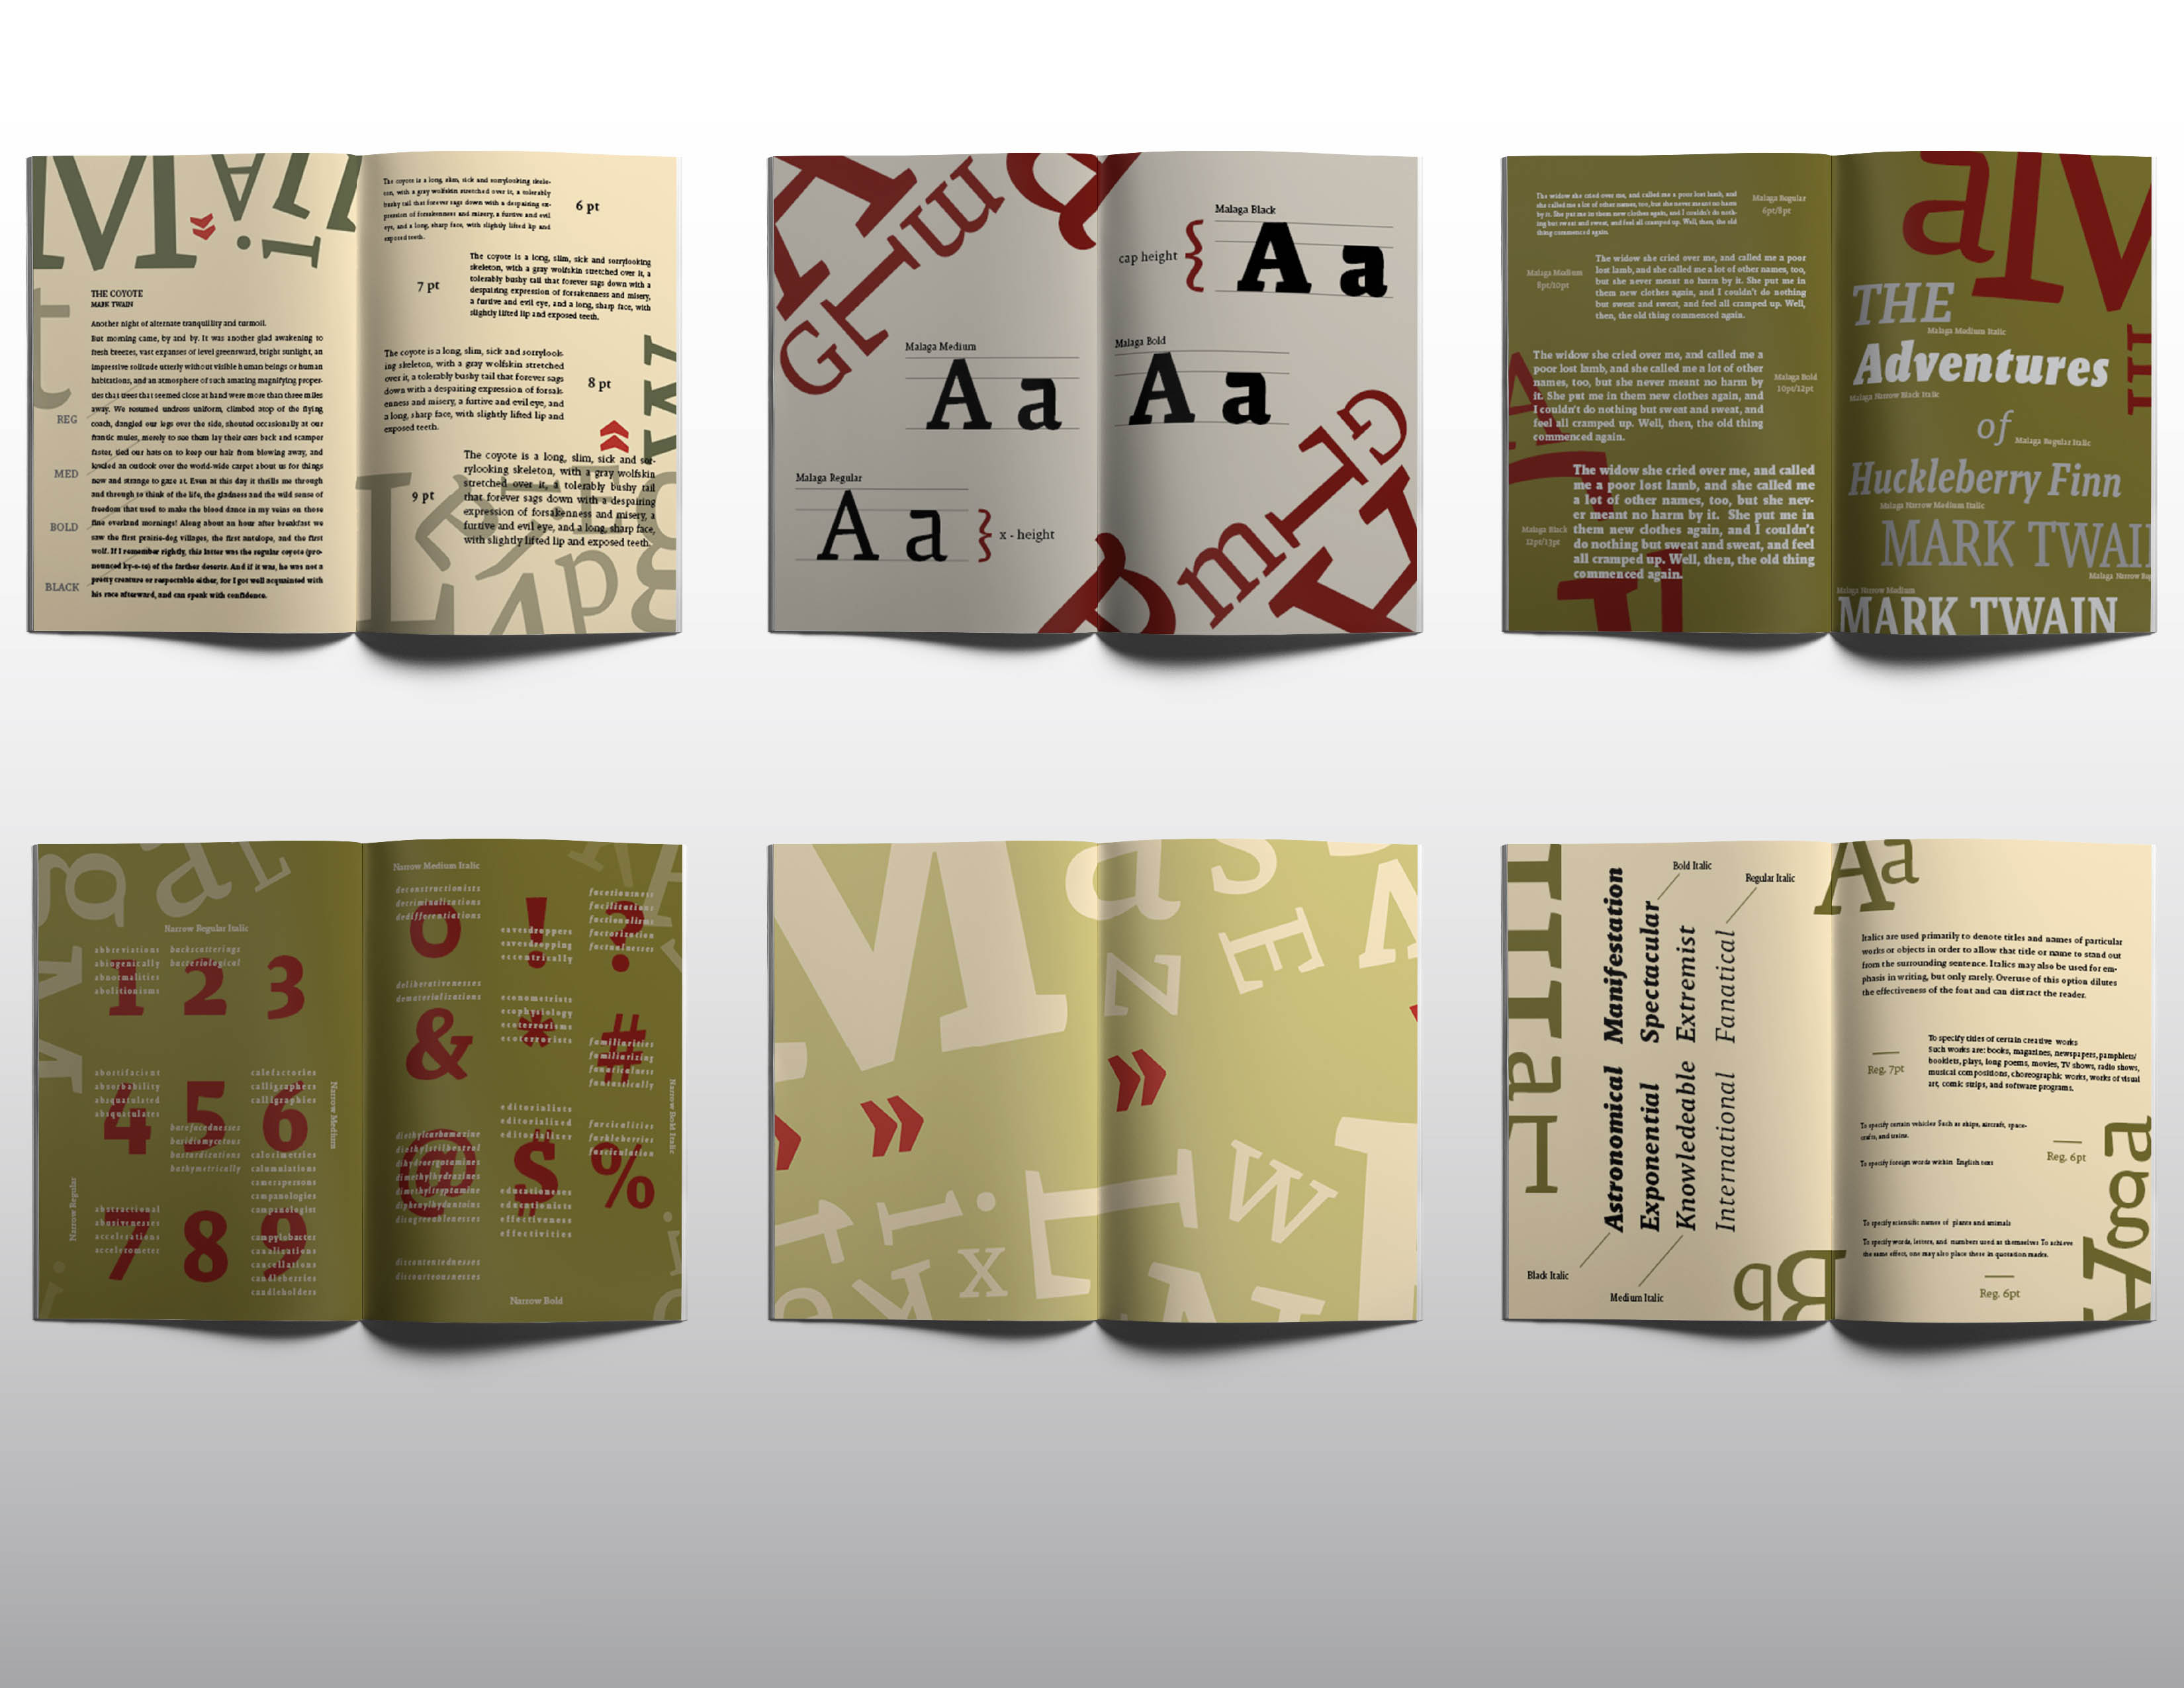 THE COYOTE
MARK TWAIN
Another night of alternate tranquility and turmoil.
But morning came, by and by. It was another glad awakening to
fresh breezes, vast expanses of level greensward, bright sunlight, an
impressive solitude utterly without visible human beings or human
habitations, and an atmosphere of such amazing magnifying proper-
ties that trees that seemed close at hand were more than three miles
away. We resumed undress uniform, climbed atop of the flying
coach, dangled our legs over the side, shouted occasionally at our
frantic mules, merely to see them lay their ears back and scamper
faster, tied our hats on to keep our hair from blowing away, and
leveled an outlook over the world-wide carpet about us for things
new and strange to gaze at. Even at this day it thrills me through
and through to think of the life, the gladness and the wild sense of
freedom that used to make the blood dance in my veins on those
fine overland mornings! Along about an hour after breakfast we
saw the first prairie-dog villages, the first antelope, and the first
wolf. If I remember rightly, this latter was the regular coyote (pro-
nounced ky-o-te) of the farther deserts. And if it was, he was not a
pretty creature or respectable either, for I got well acquainted with
his race afterward, and can speak with confidence.
REG
MED
BOLD
BLACK
The coyote is a long, slim, sick and sorrylooking skele-
ton, with a gray wolfskin stretched over it, a tolerably
bushy tail that forever sags down with a despairing ex-
pression of forsakenness and misery, a furtive and evil
eye, and a long, sharp face, with slightly lifted lip and
exposed teeth.
6 pt
The coyote is a long, slim, sick and sorrylooking
skeleton, with a gray wolfskin stretched over it, a
tolerably bushy tail that forever sags down with a
despairing expression of forsakenness and misery,
a furtive and evil eye, and a long, sharp face, with
slightly lifted lip and exposed teeth.
7 pt
The coyote is a long, slim, sick and sorrylook-
ing skeleton, with a gray wolfskin stretched
over it, a tolerably bushy tail that forever sags
down with a despairing expression of forsak-
enness and misery, a furtive and evil eye, and
a long, sharp face, with slightly lifted lip and
exposed teeth.
8 pt
The coyote is a long, slim, sick and sor-
rylooking skeleton, with a gray wolfskin
stretched over it, a tolerably bushy tail
that forever sags down with a despairing
expression of forsakenness and misery, a
furtive and evil eye, and a long, sharp face,
with slightly lifted lip and exposed teeth.
9 pt
Malaga Black
cap height
A a
Malaga Medium
A a
Malaga Bold
A a
Malaga Regular
A a
x - height
The widow she cried over me, and called me a poor lost lamb, and
she called me a lot of other names, too, but she never meant no harm
by it. She put me in them new clothes again, and I couldn't do noth-
ing but sweat and sweat, and feel all cramped up. Well, then, the old
thing commenced again.
Malaga Regular
6pt/8pt
The widow she cried over me, and called me a poor
lost lamb, and she called me a lot of other names, too,
but she never meant no harm by it. She put me in
them new clothes again, and I couldn't do nothing
but sweat and sweat, and feel all cramped up. Well,
then, the old thing commenced again.
Malaga Medium
8pt/10pt
The widow she cried over me, and called me a
poor lost lamb, and she called me a lot of other
names, too, but she never meant no harm by
it. She put me in them new clothes again, and
I couldn't do nothing but sweat and sweat, and
feel all cramped up. Well, then, the old thing
commenced again.
Malaga Bold
10pt/12pt
The widow she cried over me, and called
me a poor lost lamb, and she called me
a lot of other names, too, but she nev-
er meant no harm by it. She put me in
them new clothes again, and I couldn't
do nothing but sweat and sweat, and feel
all cramped up. Well, then, the old thing
commenced again.
Malaga Black
12pt/13pt
THE
Malaga Medium Italic
Adventures
Malaga Narrow Black Italic
of
Malaga Regular Italic
Huckleberry Finn
Malaga Narrow Medium Italic
MARK TWAIN
Malaga Narrow
Malaga Narrow Medium
MARK TWAIN
Narrow Regular Italic
abbreviations
abiogenically
abnormalities
abolitionisms
backscatterings
bacteriological
1 2 3
abortifacient
absorbability
absquatulated
absquatulates
barefacednesses
basidiomycetous
bastardizations
bathymetrically
calefactories
calligraphers
calligraphies
calorimetries
calumniations
camerapersons
campanologies
campanologist
4 5 6
Narrow Medium
Narrow Regular
abstractional
abusivenesses
accelerations
accelerometer
campylobacter
canalisations
cancellations
candleberries
candleholders
7 8 9
Narrow Medium Italic
deconstructionists
decriminalizations
dedifferentiations
0 ! ?
eavesdroppers
eavesdropping
eccentrically
facetiousness
facilitations
factionalism
factorization
factualnesses
deliberativenesses
dematerializations
& * #
econometrists
ecophysiology
ecoterrorisms
ecoterrorists
familiarities
familiarizing
fanaticalness
fantastically
diethylcarbamazine
diethylstilbestrol
dihydroergotamines
dimethylhydrazines
dimethyltryptamine
diphenylhydantoins
disagreeablenesses
@ $ %
editorialists
editorialized
editorializer
educationeses
educationists
effectiveness
effectivities
farcicalities
farkleberries
fasciculation
discontentednesses
discourteousnesses
Narrow Bold Italic
Narrow Bold
Bold Italic
Regular Italic
Astronomical Manifestation
Exponential Spectacular
Knowledeable Extremist
International Fanatical
Black Italic
Medium Italic
Aa
Italics are used primarily to denote titles and names of particular
works or objects in order to allow that title or name to stand out
from the surrounding sentence. Italics may also be used for em-
phasis in writing, but only rarely. Overuse of this option dilutes
the effectiveness of the font and can distract the reader.
To specify titles of certain creative works
Such works are: books, magazines, newspapers, pamphlets/
booklets, plays, long poems, movies, TV shows, radio shows,
musical compositions, choreographic works, works of visual
art, comic strips, and software programs.
Reg. 7pt
To specify certain vehicles Such as ships, aircraft, space-
crafts, and trains.
Reg. 6pt
To specify foreign words within English text
To specify scientific names of plants and animals
To specify words, letters, and numbers used as themselves To achieve
the same effect, one may also place these in quotation marks.
Reg. 6pt